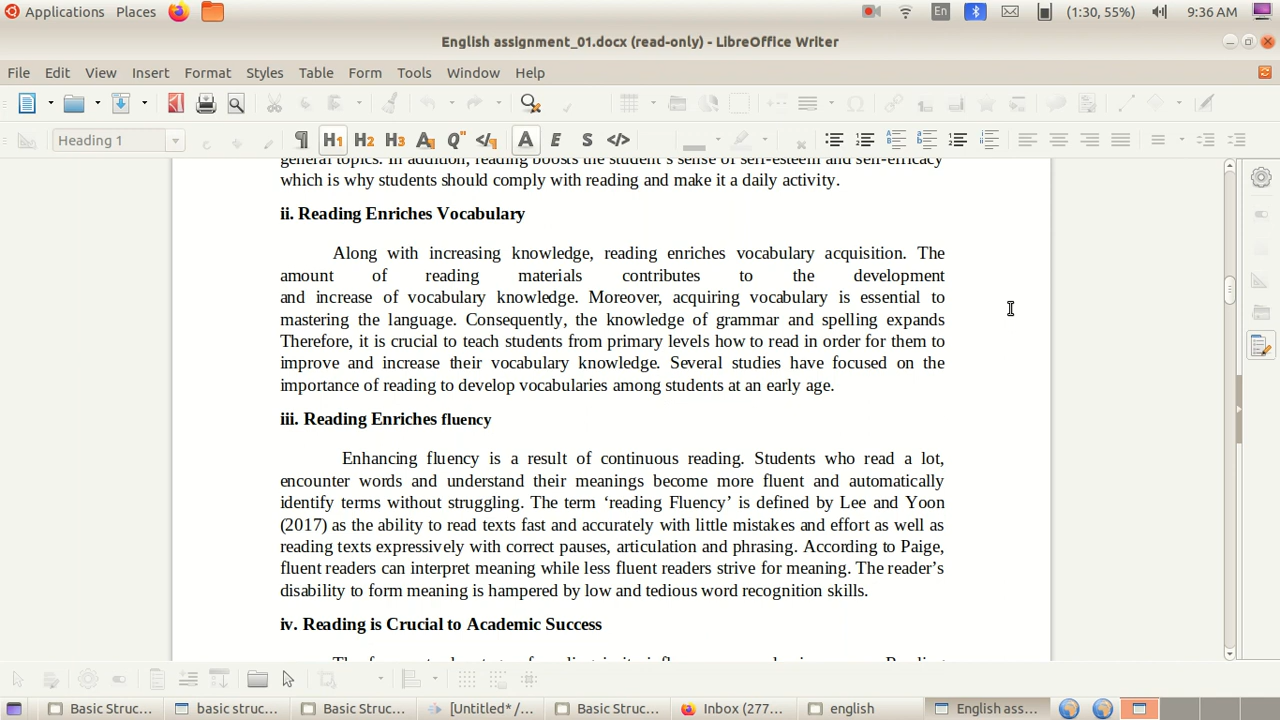 Applications Places En (1:30, 55%) 9:36 AM
English assignment_01.docx (read-only) - LibreOffice Writer
File Edit View Insert Format Styles Table Form Tools Window Help
Heading 1 H1 H2 H3
general topics. In addition, reading boosts the student's sense of self-esteem and self-efficacy
which is why students should comply with reading and make it a daily activity.
ii. Reading Enriches Vocabulary
Along with increasing knowledge, reading enriches vocabulary acquisition. The
amount of reading materials contributes to the development
and increase of vocabulary knowledge. Moreover, acquiring vocabulary is essential to
mastering the language. Consequently, the knowledge of grammar and spelling expands
Therefore, it is crucial to teach students from primary levels how to read in order for them to
improve and increase their vocabulary knowledge. Several studies have focused on the
importance of reading to develop vocabularies among students at an early age.
iii. Reading Enriches fluency
Enhancing fluency is a result of continuous reading. Students who read a lot,
encounter words and understand their meanings become more fluent and automatically
identify terms without struggling. The term ‘reading Fluency’ is defined by Lee and Yoon
(2017) as the ability to read texts fast and accurately with little mistakes and effort as well as
reading texts expressively with correct pauses, articulation and phrasing. According to Paige,
fluent readers can interpret meaning while less fluent readers strive for meaning. The reader’s
disability to form meaning is hampered by low and tedious word recognition skills.
iv. Reading is Crucial to Academic Success
Basic Struc... basic struc... Basic Struc... [Untitled*/... Basic Struc... Inbox (277... english English ass...